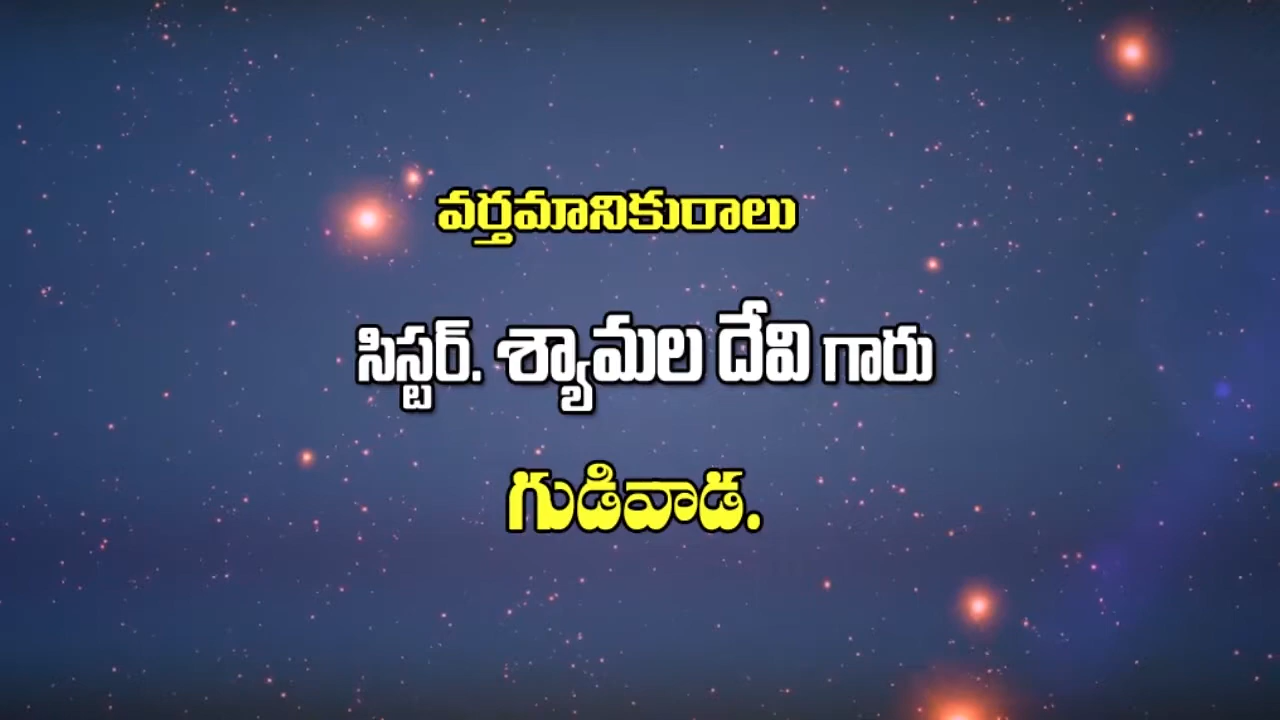 వర్తమానికురాలు
సిస్టర్. శ్యామల దేవి గారు
గుడివాడ.